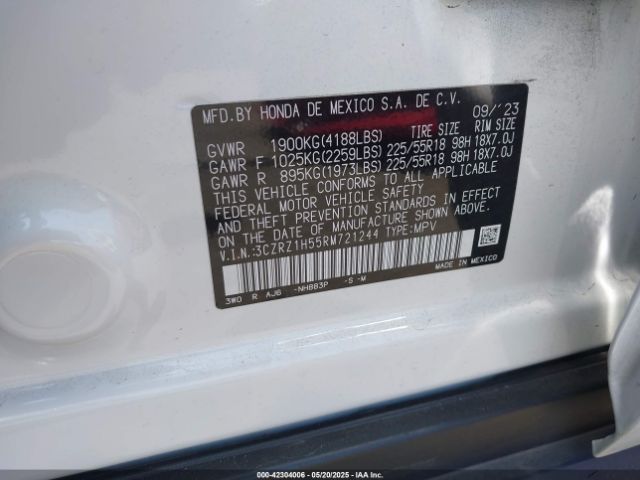 MFD. BY HONDA DE MEXICO S.A. DE C.V. 09/'23
GVWR 1900KG(4188LBS) TIRE SIZE RIM SIZE
GAWR F 1025KG(2259LBS) 225/55R18 98H 18X7.0J
GAWR R 895KG(1973LBS) 225/55R18 98H 18X7.0J
THIS VEHICLE CONFORMS TO ALL APPLICABLE
FEDERAL MOTOR VEHICLE SAFETY
AND THEFT PREVENTION STANDARDS IN EFFECT
ON THE DATE OF MANUFACTURE SHOWN ABOVE.
V.I.N.:3CZRZ1H55RM721244 TYPE:MPV
MADE IN MEXICO
3W0 R AJ6 -NH883P -S -M
000-42304006 - 05/20/2025 - IAAI.COM